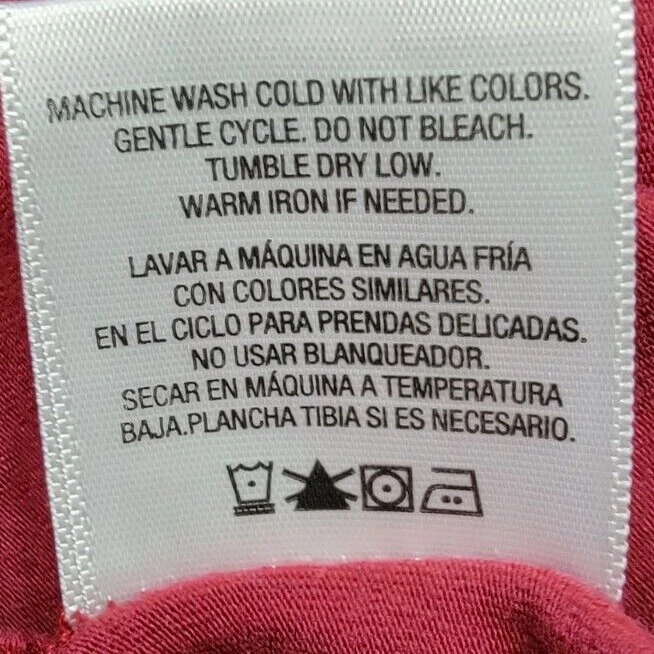 MACHINE WASH COLD WITH LIKE COLORS.
GENTLE CYCLE. DO NOT BLEACH.
TUMBLE DRY LOW.
WARM IRON IF NEEDED.
LAVAR A MÁQUINA EN AGUA FRÍA
CON COLORES SIMILARES.
EN EL CICLO PARA PRENDAS DELICADAS.
NO USAR BLANQUEADOR.
SECAR EN MÁQUINA A TEMPERATURA
BAJA.PLANCHA TIBIA SI ES NECESARIO.